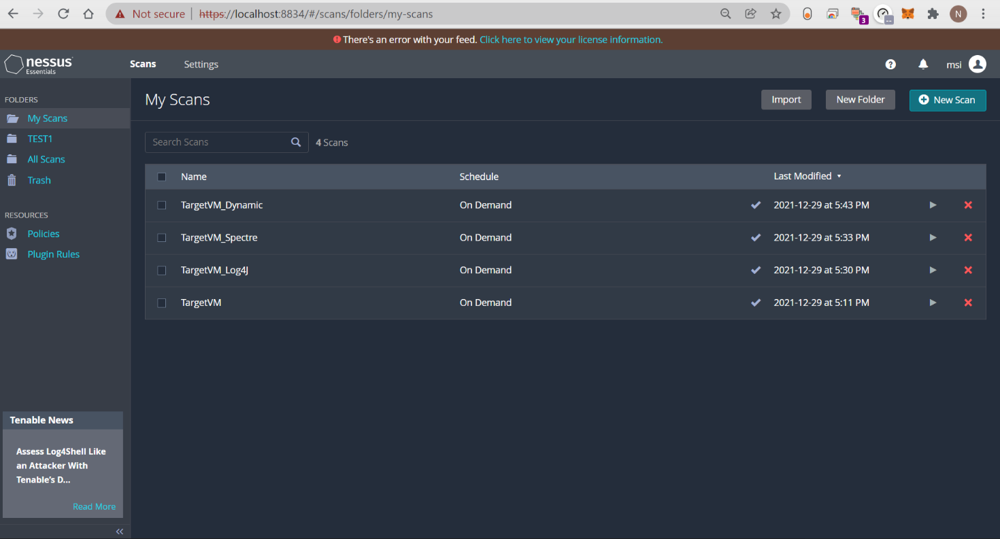 Not secure | https://localhost:8834/#/scans/folders/my-scans
3
--
N
There's an error with your feed. Click here to view your license information.
nessus
Essentials
Scans
Settings
?
msi
FOLDERS
My Scans
TEST1
All Scans
Trash
RESOURCES
Policies
Plugin Rules
My Scans
Import
New Folder
New Scan
Search Scans
4 Scans
Name Schedule Last Modified
TargetVM_Dynamic On Demand 2021-12-29 at 5:43 PM
TargetVM_Spectre On Demand 2021-12-29 at 5:33 PM
TargetVM_Log4J On Demand 2021-12-29 at 5:30 PM
TargetVM On Demand 2021-12-29 at 5:11 PM
Tenable News
Assess Log4Shell Like
an Attacker With
Tenable's D...
Read More